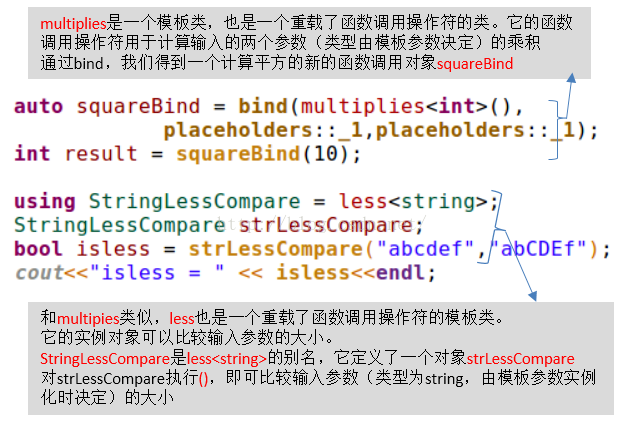 multiplies是一个模板类，也是一个重载了函数调用操作符的类。它的函数
调用操作符用于计算输入的两个参数（类型由模板参数决定）的乘积
通过bind，我们得到一个计算平方的新的函数调用对象squareBind
auto squareBind = bind(multiplies<int>(),
placeholders::_1,placeholders::_1);
int result = squareBind(10);
using StringLessCompare = less<string>;
StringLessCompare strLessCompare;
bool isless = strLessCompare("abcdef","abCDEf");
cout<<"isless = " << isless<<endl;
和multipies类似，less也是一个重载了函数调用操作符的模板类。
它的实例对象可以比较输入参数的大小。
StringLessCompare是less<string>的别名，它定义了一个对象strLessCompare
对strLessCompare执行()，即可比较输入参数（类型为string，由模板参数实例
化时决定）的大小